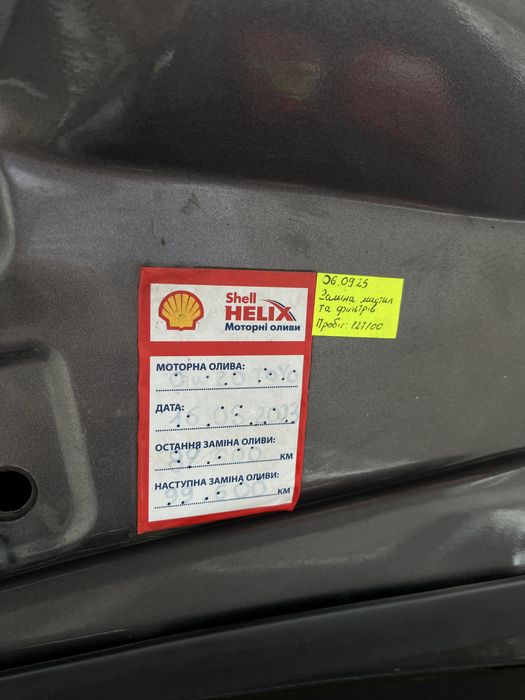 Shell
HELIX
Моторні оливи
МОТОРНА ОЛИВА:
ДАТА:
ОСТАННЯ ЗАМІНА ОЛИВИ:
КМ
НАСТУПНА ЗАМІНА ОЛИВИ:
КМ
06.09 25
Заміна мастил
та фільтрів
Пробіг: 127100